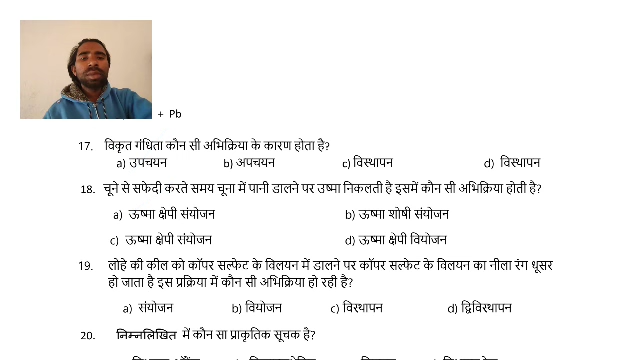 + Pb
17. विकृत गंधिता कौन सी अभिक्रिया के कारण होता है?
a) उपचयन b) अपचयन c) विस्थापन d) विस्थापन
18. चूने से सफेदी करते समय चूना में पानी डालने पर उष्मा निकलती है इसमें कौन सी अभिक्रिया होती है?
a) ऊष्मा क्षेपी संयोजन b) ऊष्मा शोषी संयोजन
c) ऊष्मा क्षेपी संयोजन d) ऊष्मा क्षेपी वियोजन
19. लोहे की कील को कॉपर सल्फेट के विलयन में डालने पर कॉपर सल्फेट के विलयन का नीला रंग धूसर
हो जाता है इस प्रक्रिया में कौन सी अभिक्रिया हो रही है?
a) संयोजन b) वियोजन c) विरथापन d) द्विविरथापन
20. निम्नलिखित में कौन सा प्राकृतिक सूचक है?